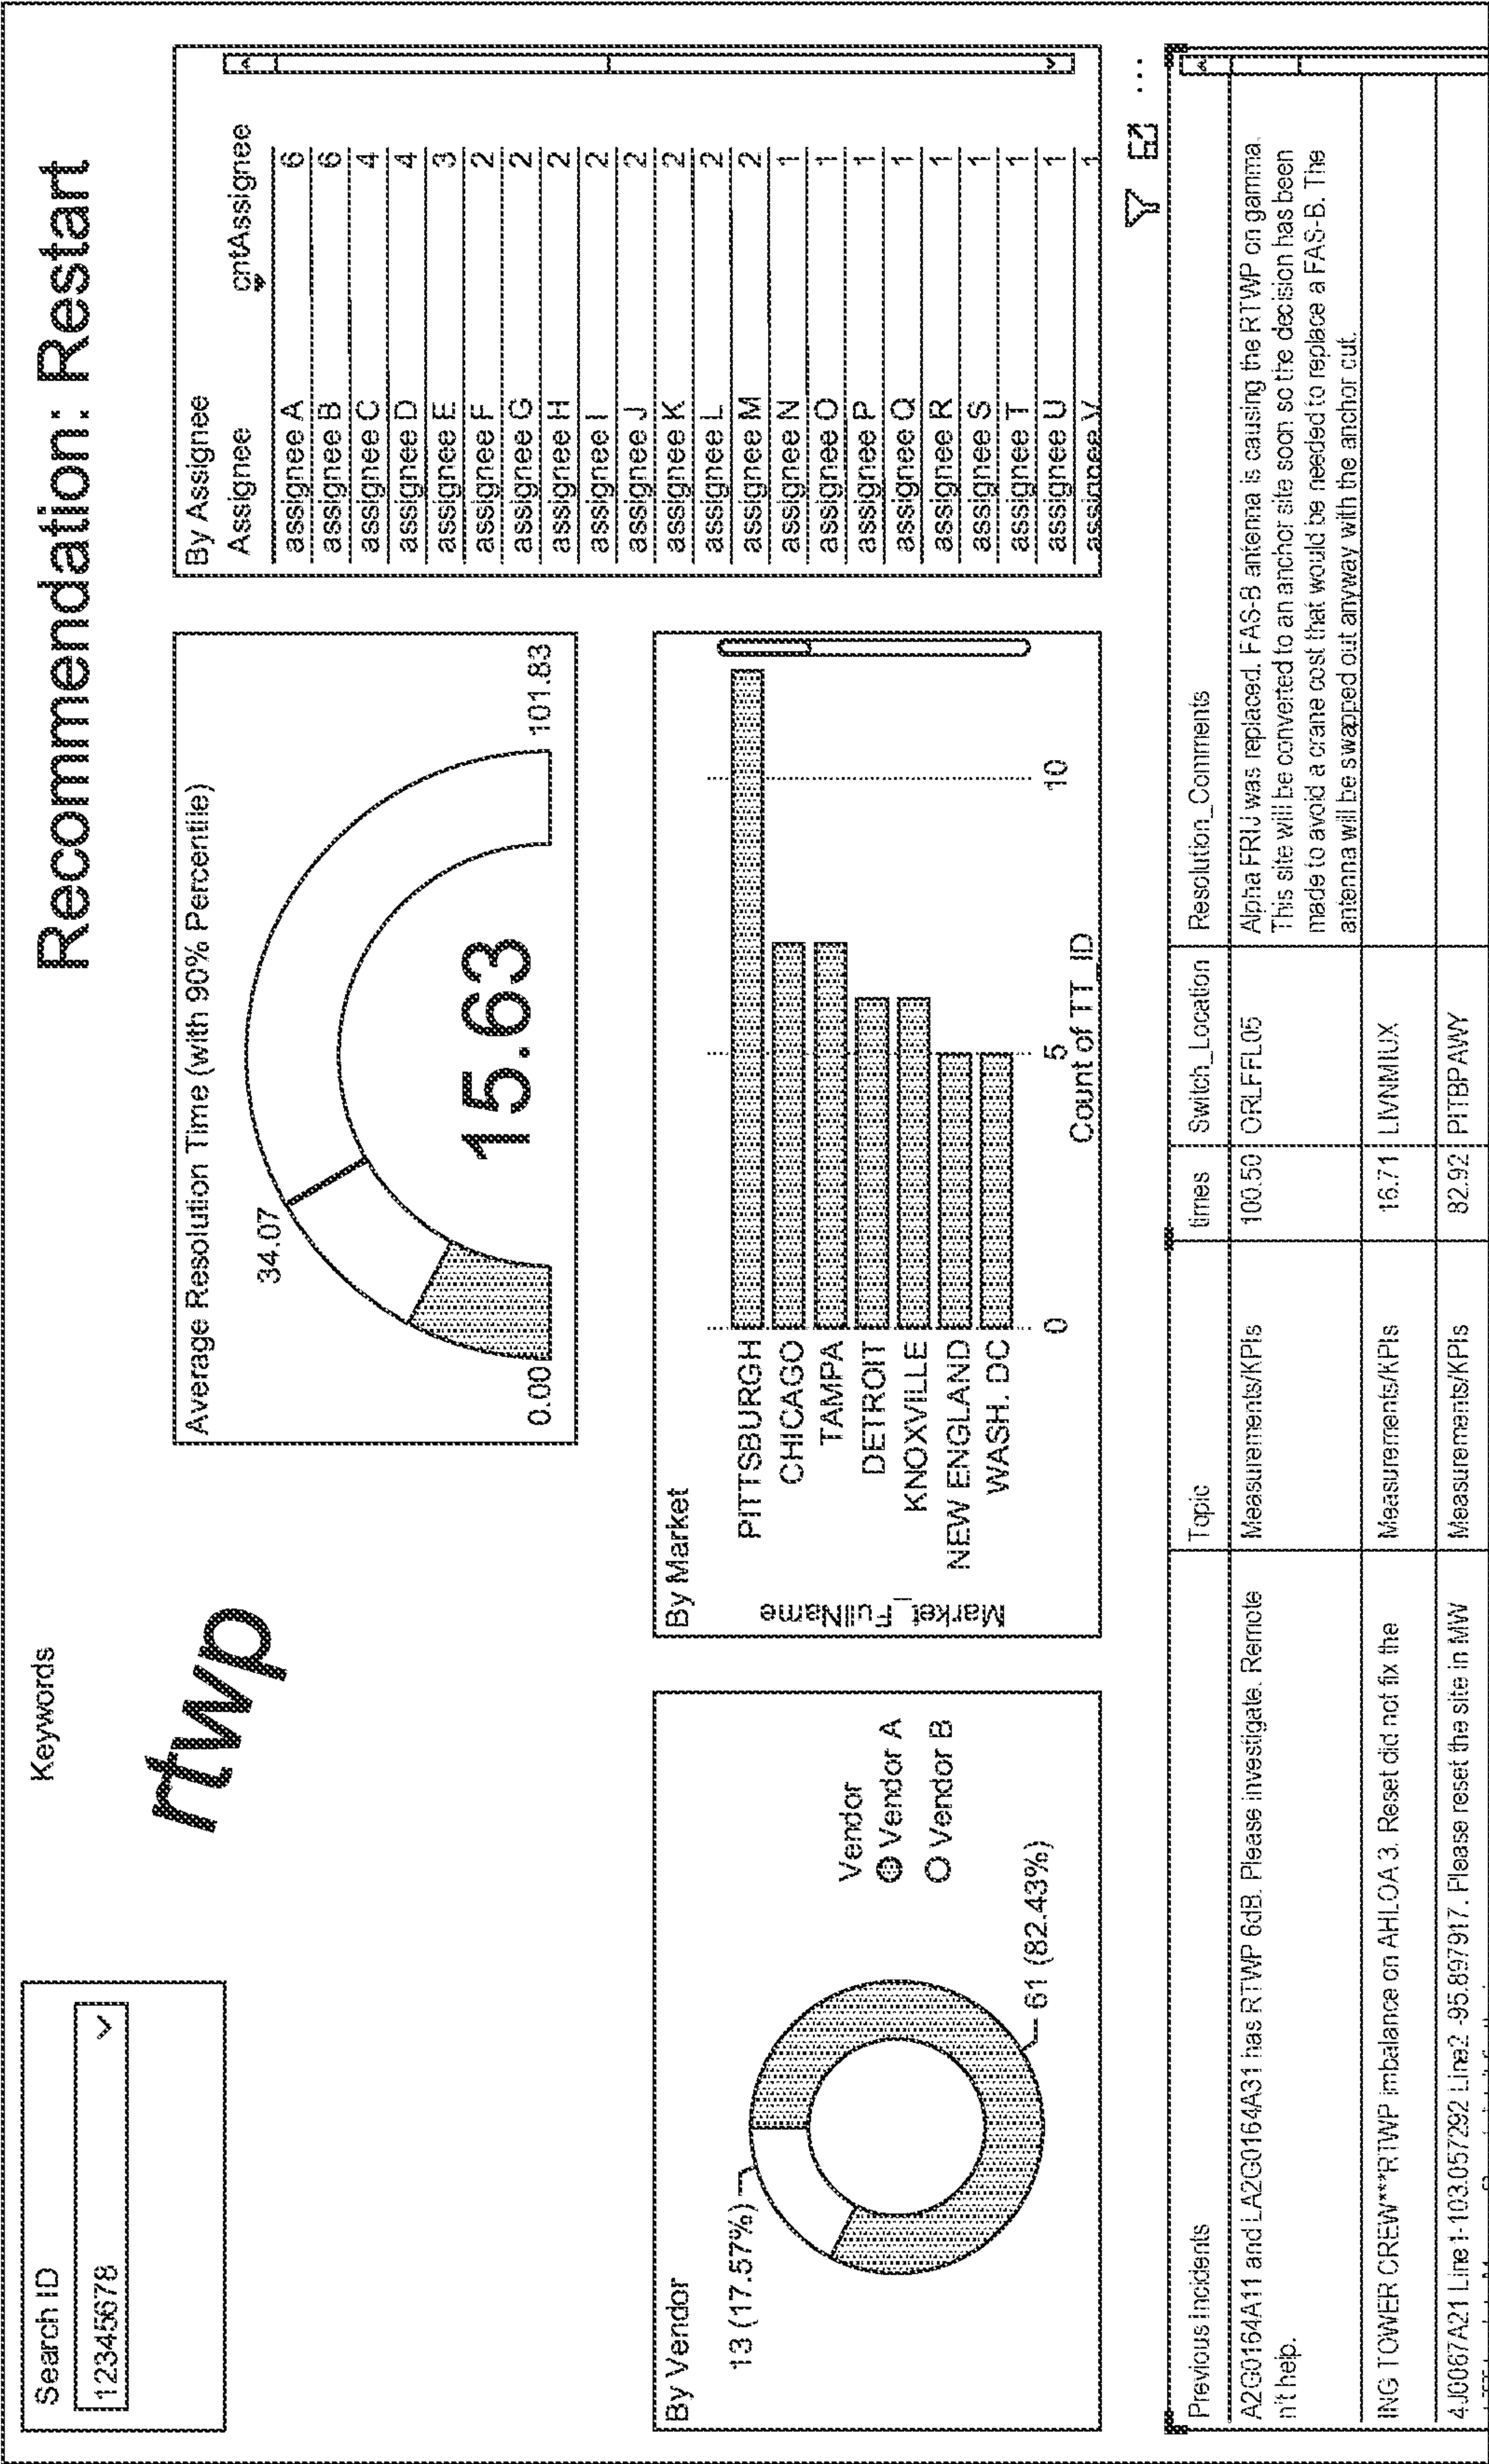 Search ID
12345678
Keywords
rtwp
Recommendation: Restart
Average Resolution Time (with 90% Percentile)
34.07
15.63
0.00
101.83
By Assignee
Assignee cntAssignee
assignee A 6
assignee B 6
assignee C 4
assignee D 4
assignee E 3
assignee F 2
assignee G 2
assignee H 2
assignee I 2
assignee J 2
assignee K 2
assignee L 2
assignee M 2
assignee N 1
assignee O 1
assignee P 1
assignee Q 1
assignee R 1
assignee S 1
assignee T 1
assignee U 1
assignee V 1
By Vendor
13 (17.57%)
61 (82.43%)
Vendor
Vendor A
Vendor B
By Market
Market_FullName
PITTSBURGH
CHICAGO
TAMPA
DETROIT
KNOXVILLE
NEW ENGLAND
WASH. DC
0 5 10
Count of TT_ID
...
Previous Incidents Topic times Switch_Location Resolution_Comments
A2G0164A11 and LA2G0164A31 has RTWP 6dB. Please investigate. Remote Measurements/KPIs 100.50 ORLFFL05 Alpha FRIJ was replaced. FAS-B antenna is causing the RTWP on gamma.
n't help. This site will be converted to an anchor site soon so the decision has been
made to avoid a crane cost that would be needed to replace a FAS-B. The
antenna will be swapped out anyway with the anchor cut.
ING TOWER CREW***RTWP imbalance on AHLOA 3. Reset did not fix the Measurements/KPIs 16.71 LIVNMIUX
4J0067A21 Line1-103.057292 Line2 -95.897917. Please reset the site in MW Measurements/KPIs 82.92 PITBPAWY